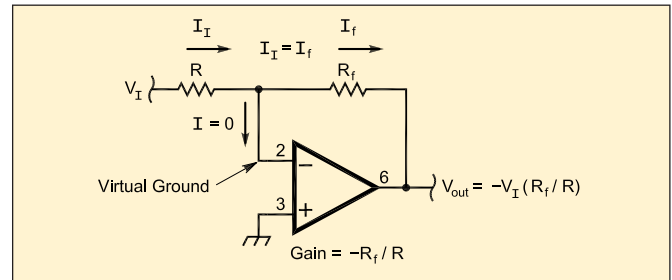 I_I I_I = I_f I_f
R R_f
V_I
I = 0
2
Virtual Ground
6
V_out = –V_I (R_f / R)
3
Gain = –R_f / R